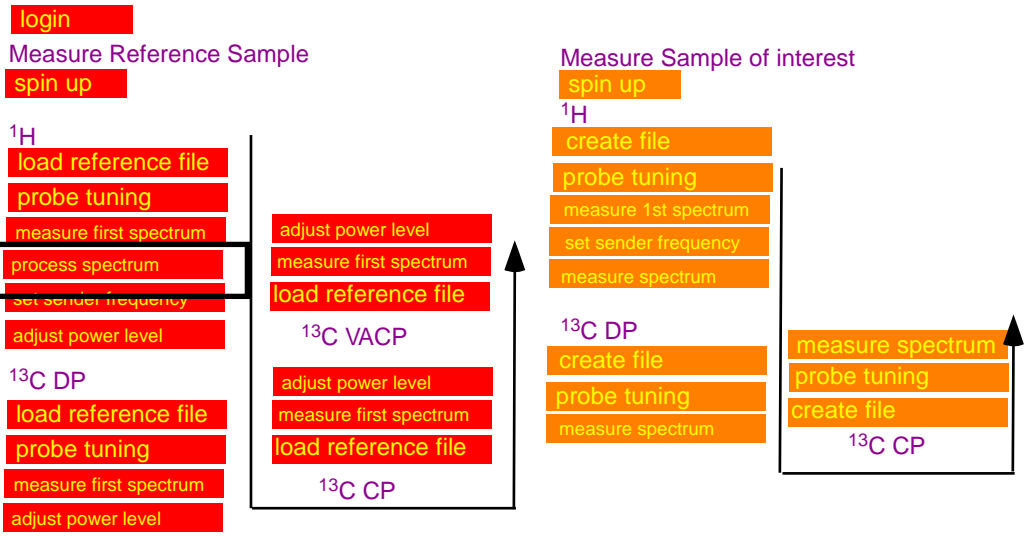 login
Measure Reference Sample
spin up
¹H
load reference file
probe tuning
measure first spectrum
process spectrum
set sender frequency
adjust power level
¹³C DP
load reference file
probe tuning
measure first spectrum
adjust power level
adjust power level
measure first spectrum
load reference file
¹³C VACP
adjust power level
measure first spectrum
load reference file
¹³C CP
Measure Sample of interest
spin up
¹H
create file
probe tuning
measure 1st spectrum
set sender frequency
measure spectrum
¹³C DP
create file
probe tuning
measure spectrum
measure spectrum
probe tuning
create file
¹³C CP